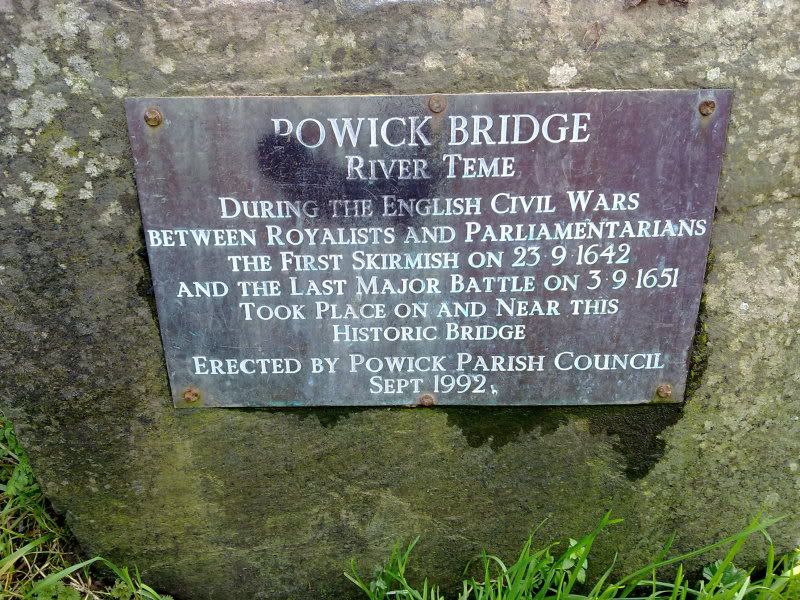 POWICK BRIDGE
RIVER TEME
DURING THE ENGLISH CIVIL WARS
BETWEEN ROYALISTS AND PARLIAMENTARIANS
THE FIRST SKIRMISH ON 23·9·1642
AND THE LAST MAJOR BATTLE ON 3·9·1651
TOOK PLACE ON AND NEAR THIS
HISTORIC BRIDGE
ERECTED BY POWICK PARISH COUNCIL
SEPT 1992.